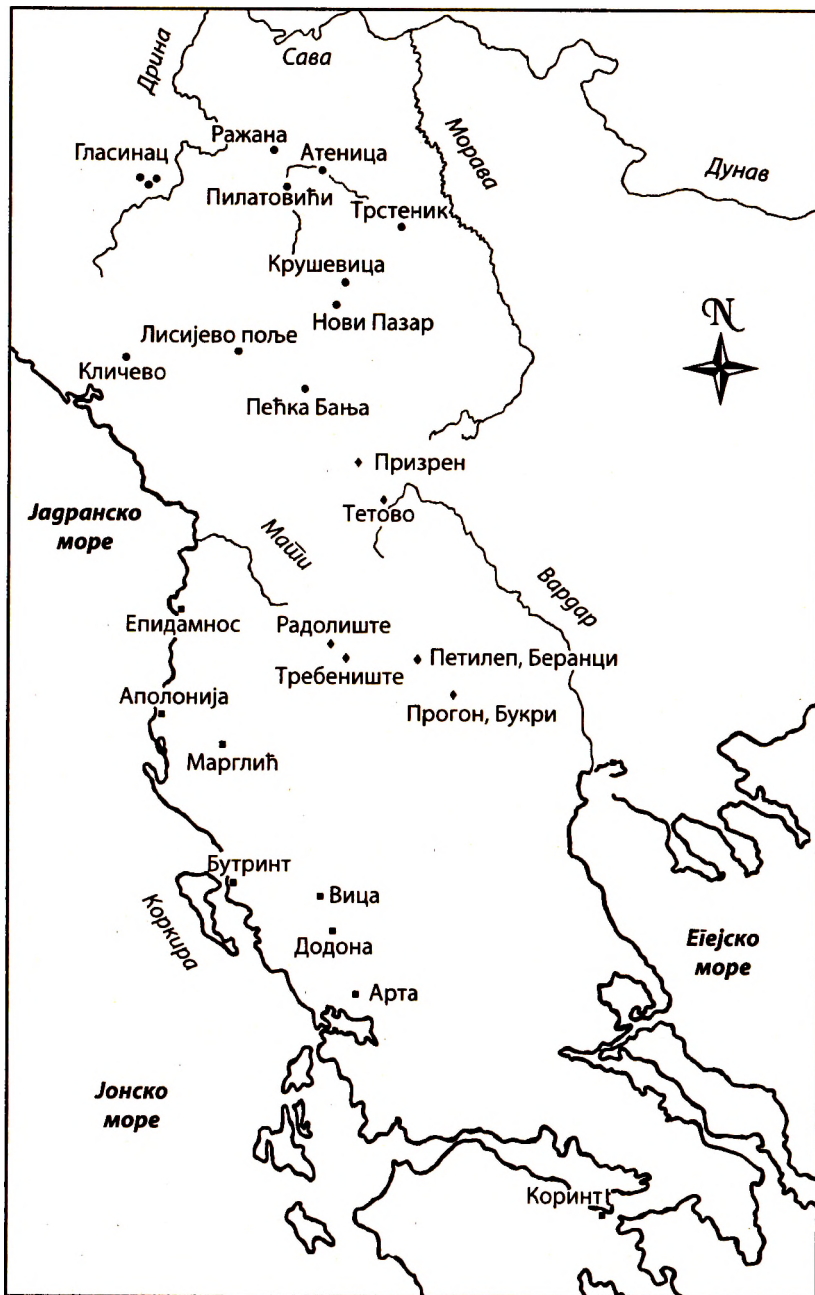 Дрина
Сава
Морава
Дунав
Ражана
Гласинац
Атеница
Пилатовићи
Трстеник
Крушевица
Нови Пазар
N
Лисијево поље
Кличево
Пећка Бања
Призрен
Тетово
Јадранско
море
Мати
Вардар
Епидамнос
Радолиште
Требениште
Петилеп, Беранци
Прогон, Букри
Аполонија
Марглић
Бутринт
Коркира
Вица
Додона
Егејско
море
Арта
Јонско
море
Коринт